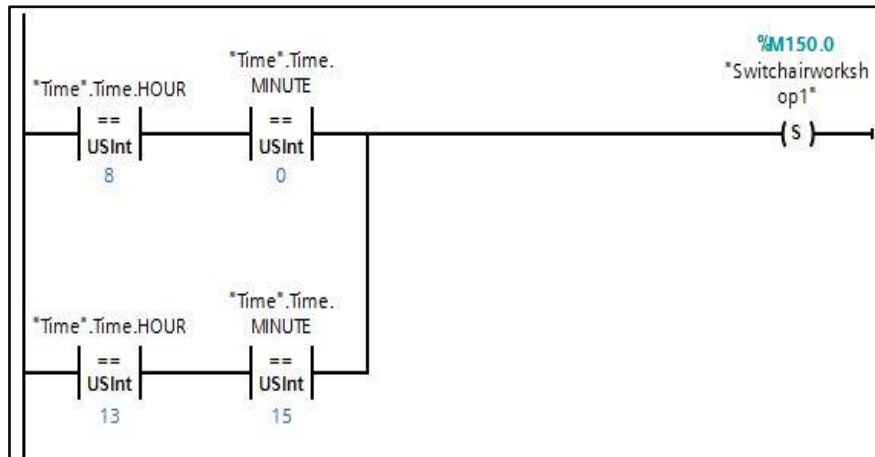 %M150.0
"Time".Time.
"Switchairworksh
"Time".Time.HOUR
MINUTE
op1"
==
==
( S )
USInt
USInt
8
0
"Time".Time.
"Time".Time.HOUR
MINUTE
==
==
USInt
USInt
13
15